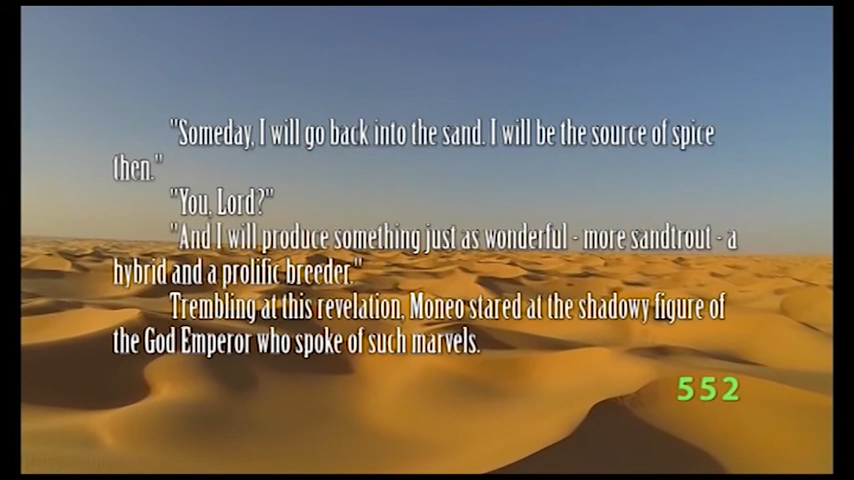 "Someday, I will go back into the sand. I will be the source of spice
then."
"You, Lord?"
"And I will produce something just as wonderful - more sandtrout - a
hybrid and a prolific breeder."
Trembling at this revelation, Moneo stared at the shadowy figure of
the God Emperor who spoke of such marvels.
552